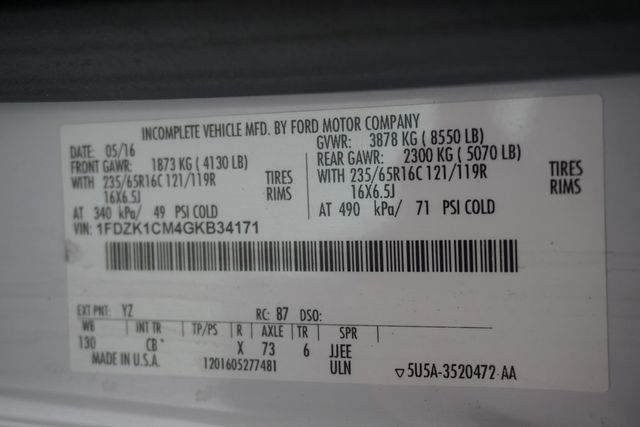 INCOMPLETE VEHICLE MFD. BY FORD MOTOR COMPANY
DATE: 05/16 GVWR: 3878 KG ( 8550 LB)
FRONT GAWR: 1873 KG ( 4130 LB) REAR GAWR: 2300 KG ( 5070 LB)
WITH 235/65R16C 121/119R TIRES WITH 235/65R16C 121/119R TIRES
16X6.5J RIMS 16X6.5J RIMS
AT 340 kPa/ 49 PSI COLD AT 490 kPa/ 71 PSI COLD
VIN: 1FDZK1CM4GKB34171
EXT PNT: YZ RC: 87 DSO:
WB INT TR TP/PS R AXLE TR SPR
130 CB* X 73 6 JJEE
MADE IN U.S.A. 1201605277481 ULN ▽5U5A-3520472-AA